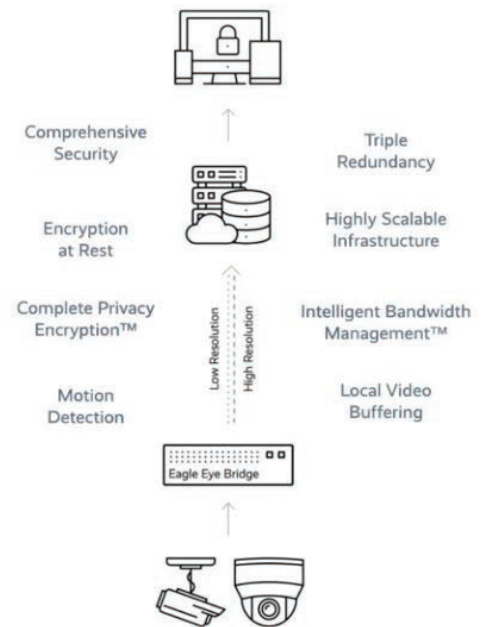 Comprehensive
Security
Triple
Redundancy
Encryption
at Rest
Highly Scalable
Infrastructure
Complete Privacy
Encryption™
Low Resolution
High Resolution
Intelligent Bandwidth
Management™
Motion
Detection
Local Video
Buffering
Eagle Eye Bridge